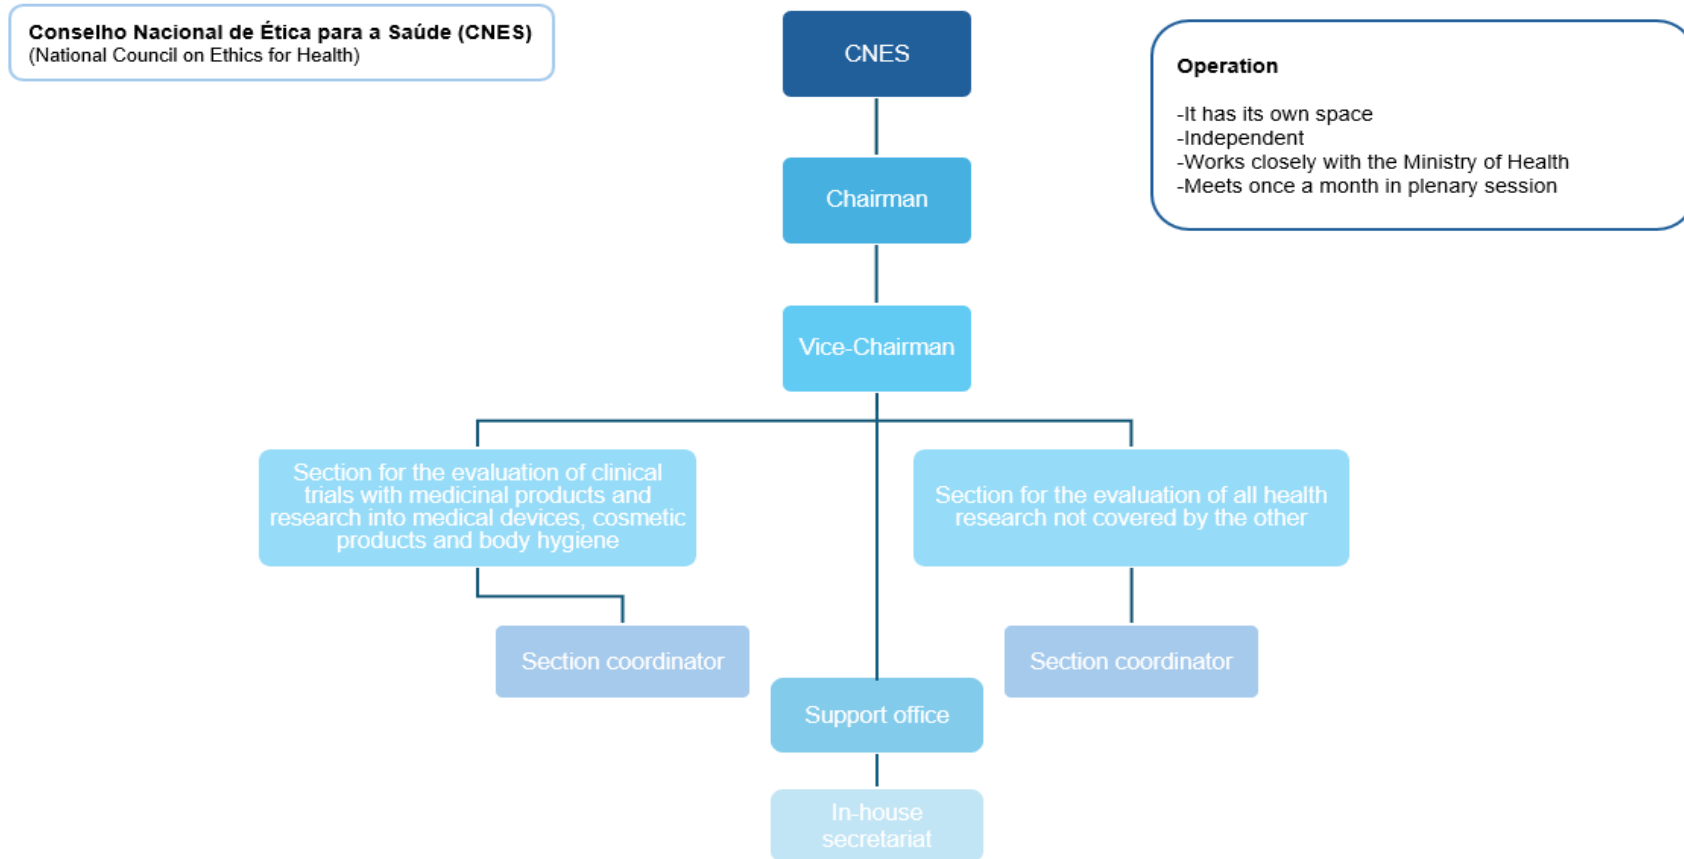 Conselho Nacional de Ética para a Saúde (CNES)
(National Council on Ethics for Health)
CNES
Operation
-It has its own space
-Independent
-Works closely with the Ministry of Health
-Meets once a month in plenary session
Chairman
Vice-Chairman
Section for the evaluation of clinical
trials with medicinal products and
research into medical devices, cosmetic
products and body hygiene
Section for the evaluation of all health
research not covered by the other
Section coordinator
Section coordinator
Support office
In-house
secretariat